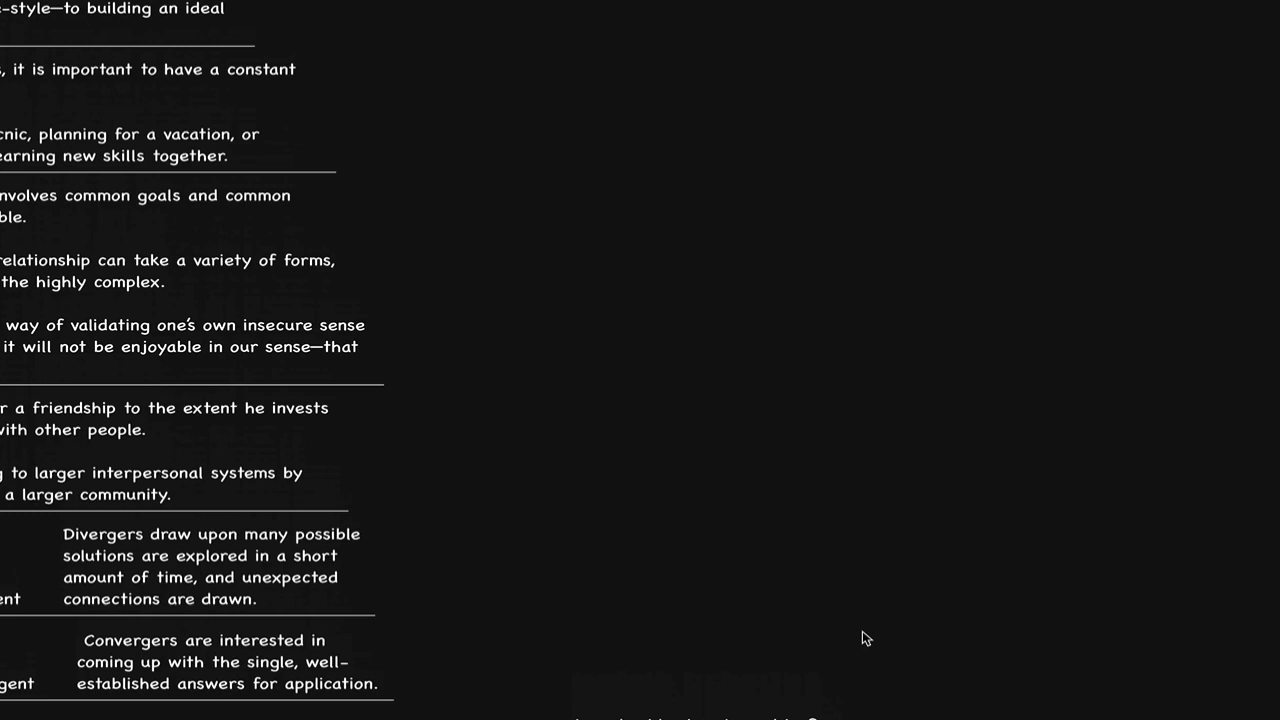 -style—to building an ideal
, it is important to have a constant
cnic, planning for a vacation, or
earning new skills together.
nvolves common goals and common
ble.
relationship can take a variety of forms,
the highly complex.
way of validating one's own insecure sense
it will not be enjoyable in our sense—that
r a friendship to the extent he invests
with other people.
g to larger interpersonal systems by
a larger community.
Divergers draw upon many possible
solutions are explored in a short
amount of time, and unexpected
ent connections are drawn.
Convergers are interested in
coming up with the single, well-
gent established answers for application.